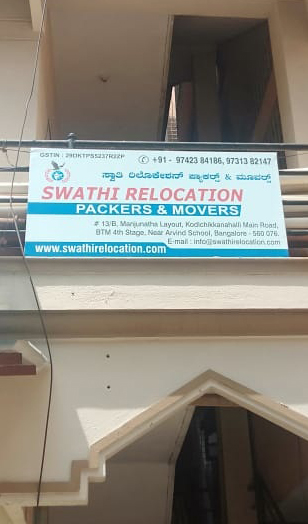 GSTIN : 29DKTPS5237R2ZP
✆ +91 - 97423 84186, 97313 82147
ಸ್ವಾತಿ ರಿಲೋಕೇಶನ್ ಪ್ಯಾಕರ್ಸ್ & ಮೂವರ್ಸ್
SWATHI RELOCATION
PACKERS & MOVERS
# 13/B, Manjunatha Layout, Kodichikkanahalli Main Road,
BTM 4th Stage, Near Arvind School, Bangalore - 560 076.
E-mail : info@swathirelocation.com
www.swathirelocation.com